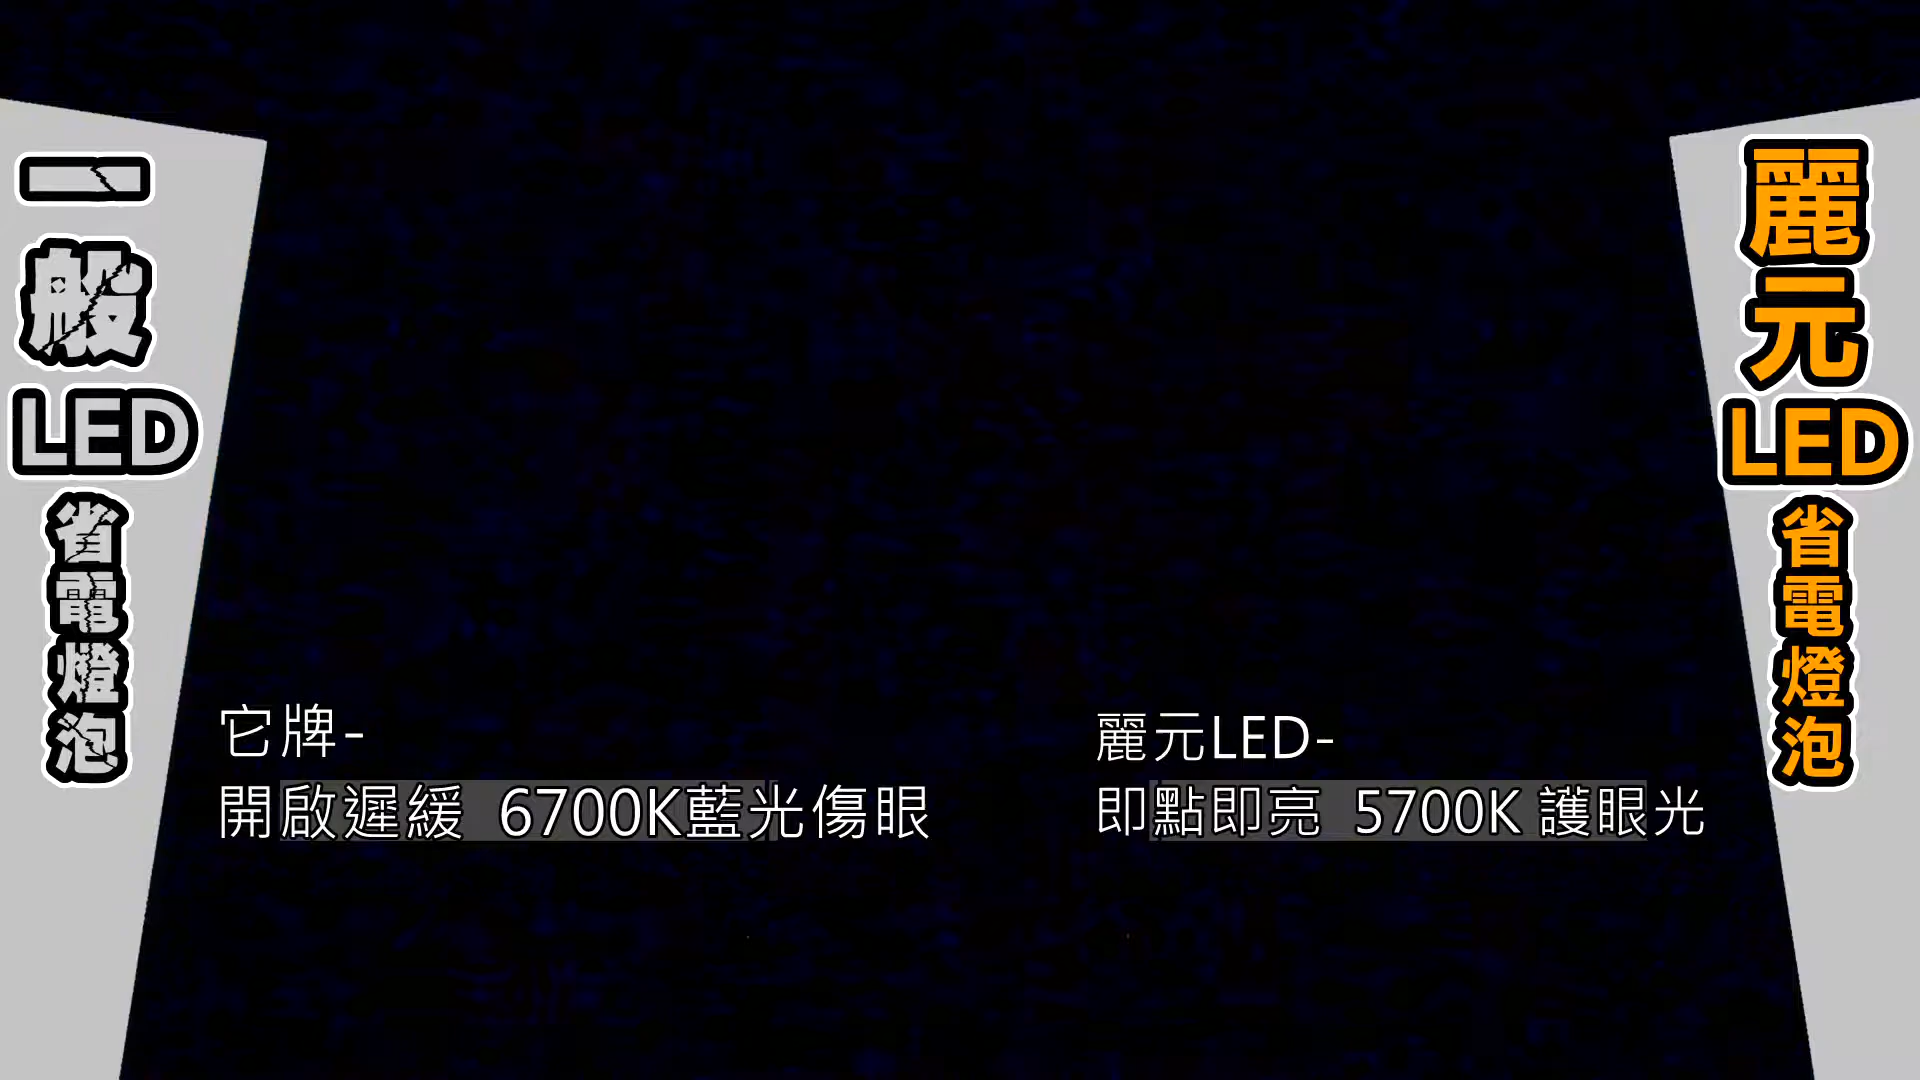 一般LED省電燈泡
它牌-
開啟遲緩 6700K藍光傷眼
麗元LED-
即點即亮 5700K 護眼光
麗元LED省電燈泡